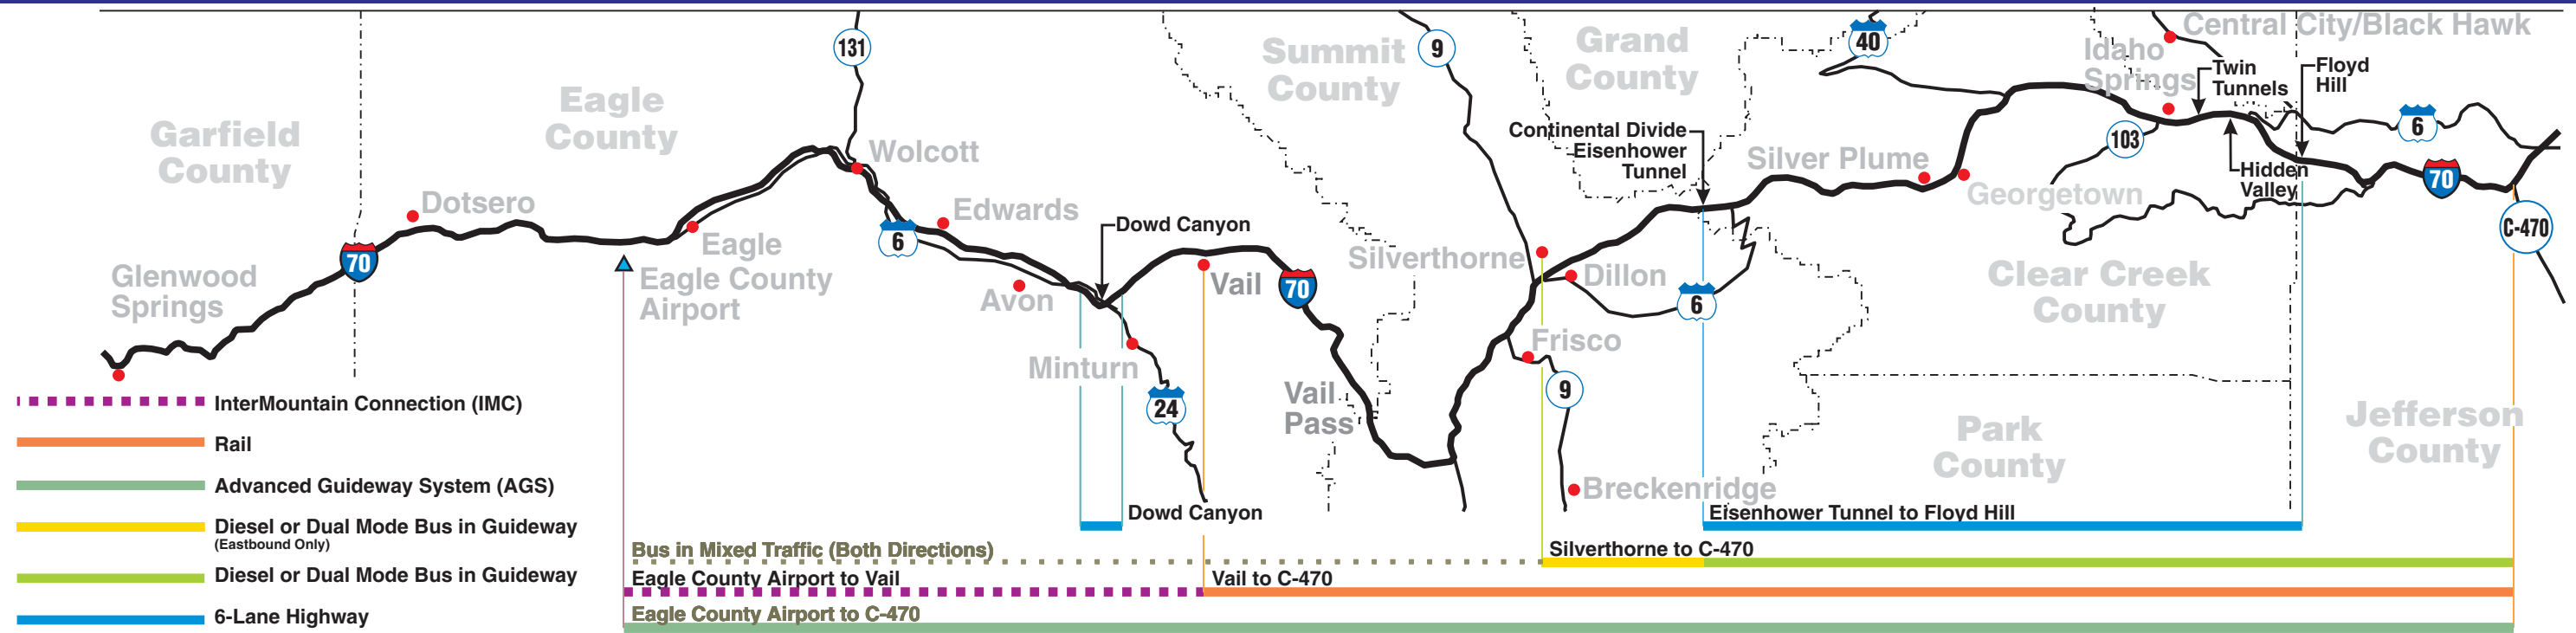 Garfield
County
Eagle
County
Summit
County
Grand
County
Central City/Black Hawk
131
9
40
Idaho
Springs
Twin
Tunnels
Floyd
Hill
6
103
Hidden
Valley
70
C-470
Continental Divide
Eisenhower
Tunnel
Silver Plume
Georgetown
Wolcott
Dotsero
Edwards
6
Eagle
Eagle County
Airport
Dowd Canyon
70
Glenwood
Springs
Avon
Vail
70
Silverthorne
Dillon
6
Clear Creek
County
Minturn
Frisco
24
Vail
Pass
9
Park
County
Jefferson
County
Breckenridge
InterMountain Connection (IMC)
Rail
Advanced Guideway System (AGS)
Diesel or Dual Mode Bus in Guideway
(Eastbound Only)
Diesel or Dual Mode Bus in Guideway
6-Lane Highway
Dowd Canyon
Eisenhower Tunnel to Floyd Hill
Bus in Mixed Traffic (Both Directions)
Silverthorne to C-470
Eagle County Airport to Vail
Vail to C-470
Eagle County Airport to C-470